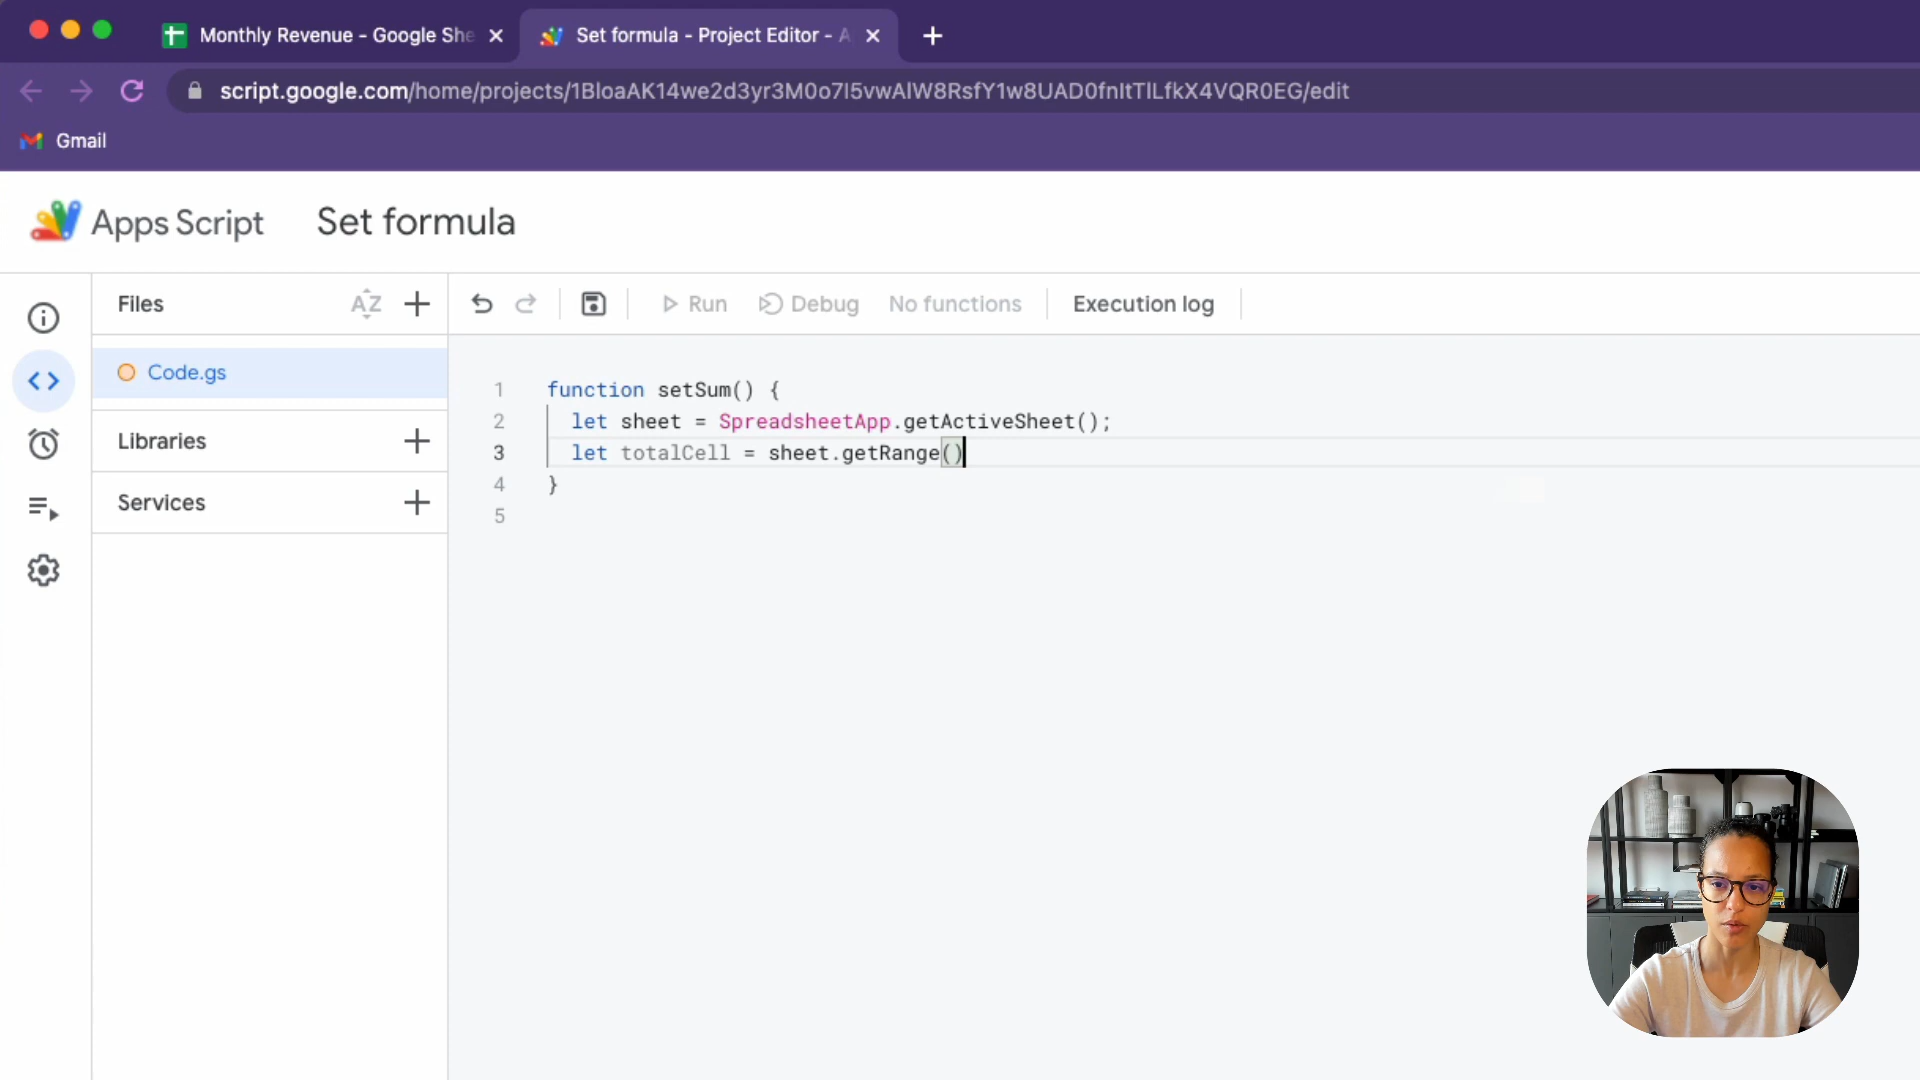 Monthly Revenue - Google She
Set formula - Project Editor - A
script.google.com/home/projects/1BloaAK14we2d3yr3M0o7I5vwAlW8RsfY1w8UAD0fnItTlLfkX4VQR0EG/edit
Gmail
Apps Script
Set formula
Files
AZ
Run
Debug
No functions
Execution log
Code.gs
Libraries
Services
1 function setSum() {
2 let sheet = SpreadsheetApp.getActiveSheet();
3 let totalCell = sheet.getRange()
4 }
5